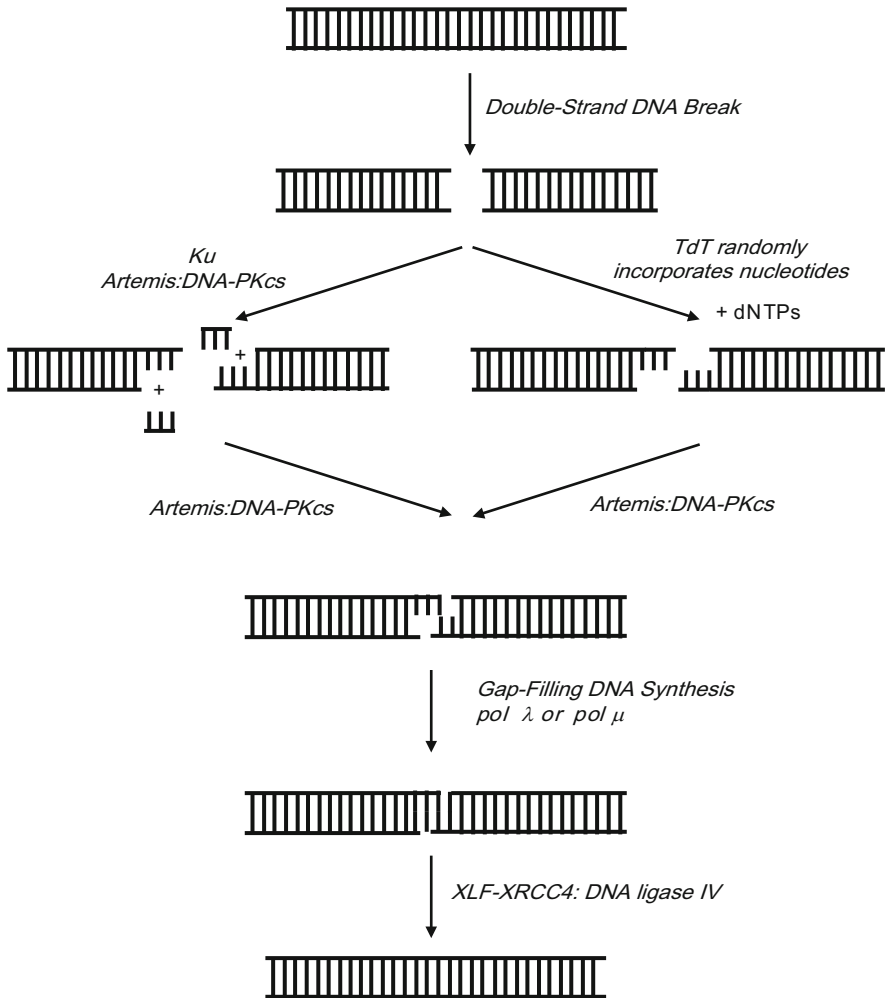 Double-Strand DNA Break
Ku
Artemis:DNA-PKcs
TdT randomly
incorporates nucleotides
+ dNTPs
+
+
Artemis:DNA-PKcs
Artemis:DNA-PKcs
Gap-Filling DNA Synthesis
pol λ or pol μ
XLF-XRCC4: DNA ligase IV